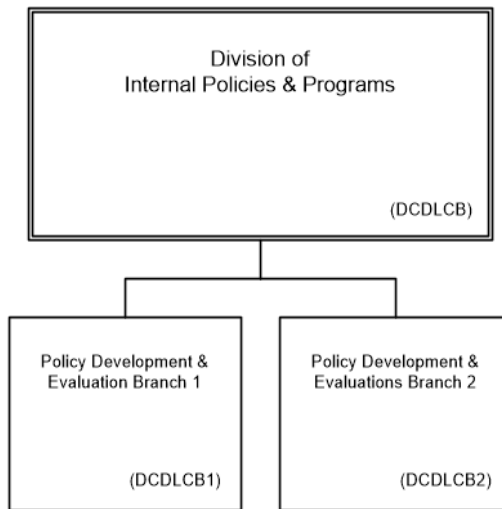 Division of
Internal Policies & Programs
(DCDLCB)
Policy Development &
Evaluation Branch 1
(DCDLCB1)
Policy Development &
Evaluations Branch 2
(DCDLCB2)